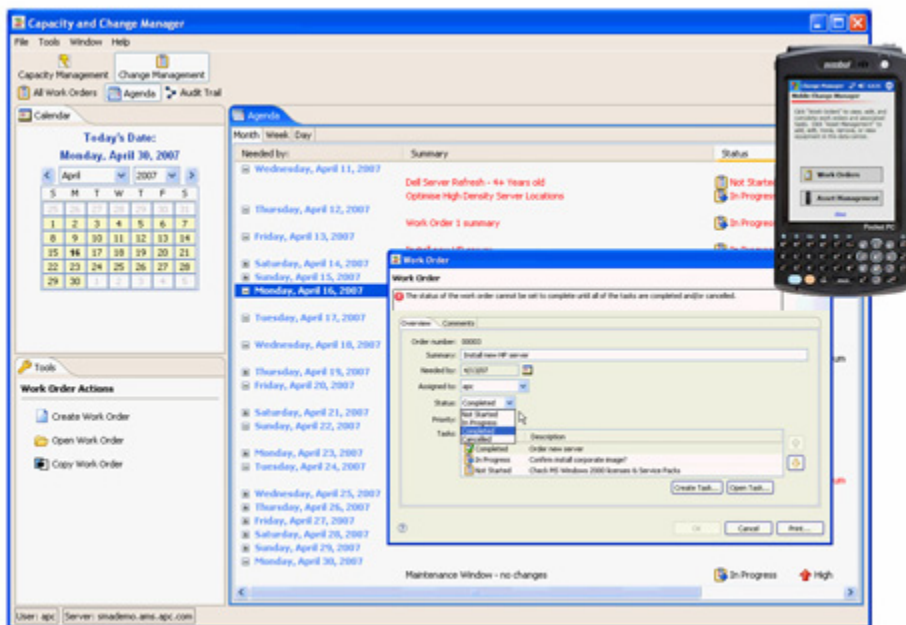 Capacity and Change Manager
File Tools Window Help
Capacity Management Change Management
All Work Orders Agenda Audit Trail
Calendar
Today's Date:
Monday, April 30, 2007
April 2007
S M T W T F S
25 26 27 28 29 30 31
1 2 3 4 5 6 7
8 9 10 11 12 13 14
15 16 17 18 19 20 21
22 23 24 25 26 27 28
29 30 1 2 3 4 5
Tools
Work Order Actions
Create Work Order
Open Work Order
Copy Work Order
Agenda
Month Week Day
Needed by: Summary Status
Wednesday, April 11, 2007
Dell Server Refresh - 4+ Years old Not Starte
Optimise High Density Server Locations In Progress
Thursday, April 12, 2007
Work Order 1 summary In Progress
Friday, April 13, 2007
Saturday, April 14, 2007
Sunday, April 15, 2007
Monday, April 16, 2007
Tuesday, April 17, 2007
Wednesday, April 18, 2007
Thursday, April 19, 2007
Friday, April 20, 2007
Saturday, April 21, 2007
Sunday, April 22, 2007
Monday, April 23, 2007
Tuesday, April 24, 2007
Wednesday, April 25, 2007
Thursday, April 26, 2007
Friday, April 27, 2007
Saturday, April 28, 2007
Sunday, April 29, 2007
Monday, April 30, 2007
Maintenance Window - no changes In Progress High
Work Order
Work Order
The status of the work order cannot be set to complete until all of the tasks are completed and/or cancelled.
Overview Comments
Order number: 00003
Summary: Install new HP server
Needed by:
Assigned to: apc
Status: Completed
Not Started
In Progress
Completed
Cancelled
Priority:
Tasks:
Description
Completed Order new server
In Progress Confirm install corporate image?
Not Started Check MS Windows 2000 licenses & Service Packs
Create Task... Open Task...
OK Cancel Print...
User: apc Server: smademo.ams.apc.com
Mobile Change Manager
Work Orders
Asset Management
Pocket PC